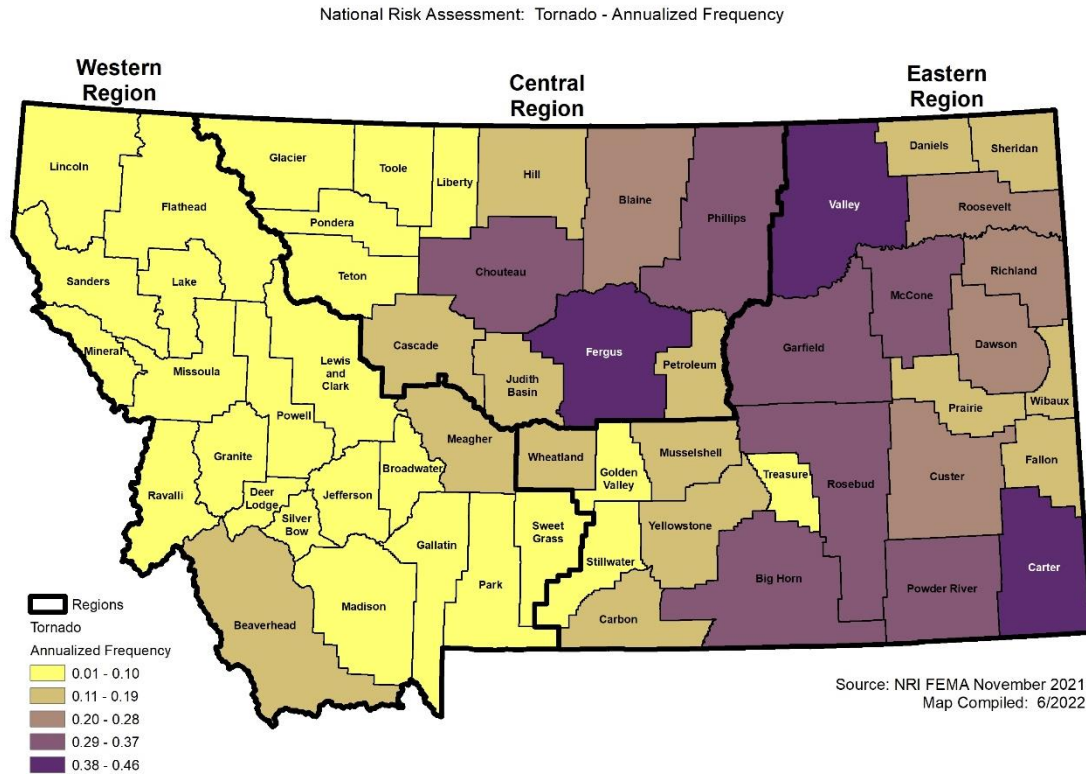 National Risk Assessment: Tornado - Annualized Frequency
Western
Region
Central
Region
Eastern
Region
Lincoln
Flathead
Glacier
Toole
Liberty
Hill
Blaine
Phillips
Valley
Daniels
Sheridan
Roosevelt
Pondera
Teton
Chouteau
Richland
McCone
Sanders
Lake
Cascade
Fergus
Petroleum
Garfield
Dawson
Mineral
Missoula
Lewis
and
Clark
Judith
Basin
Prairie
Wibaux
Powell
Meagher
Wheatland
Golden
Valley
Musselshell
Treasure
Rosebud
Custer
Fallon
Granite
Broadwater
Ravalli
Deer
Lodge
Jefferson
Silver
Bow
Gallatin
Park
Sweet
Grass
Stillwater
Yellowstone
Big Horn
Powder River
Carter
Carbon
Madison
Beaverhead
Regions
Tornado
Annualized Frequency
0.01 - 0.10
0.11 - 0.19
0.20 - 0.28
0.29 - 0.37
0.38 - 0.46
Source: NRI FEMA November 2021
Map Compiled: 6/2022